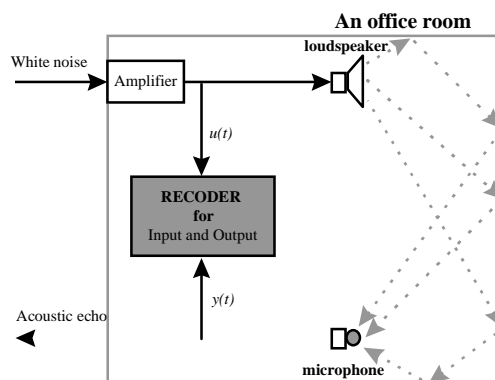 An office room
loudspeaker
White noise
Amplifier
u(t)
RECODER
for
Input and Output
y(t)
Acoustic echo
microphone